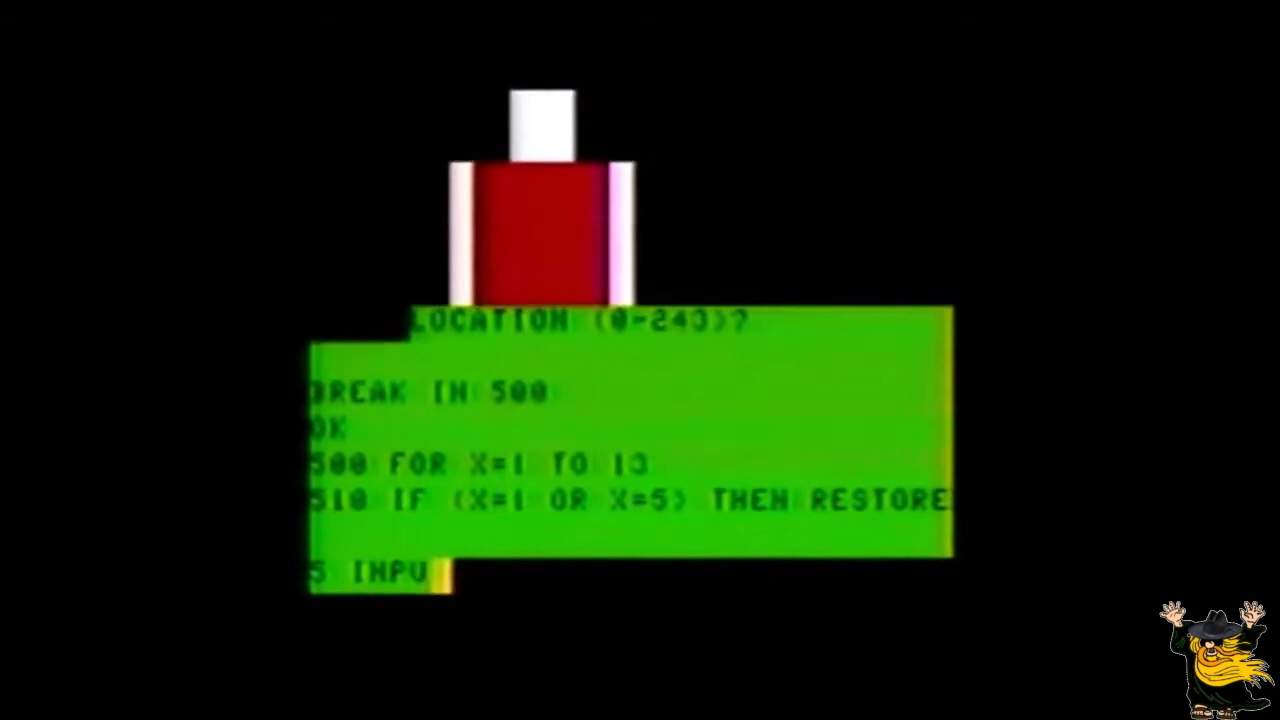 LOCATION (0-243)?
BREAK IN 500
OK
500 FOR X=1 TO 13
510 IF (X=1 OR X=5) THEN RESTORE
5 INPU